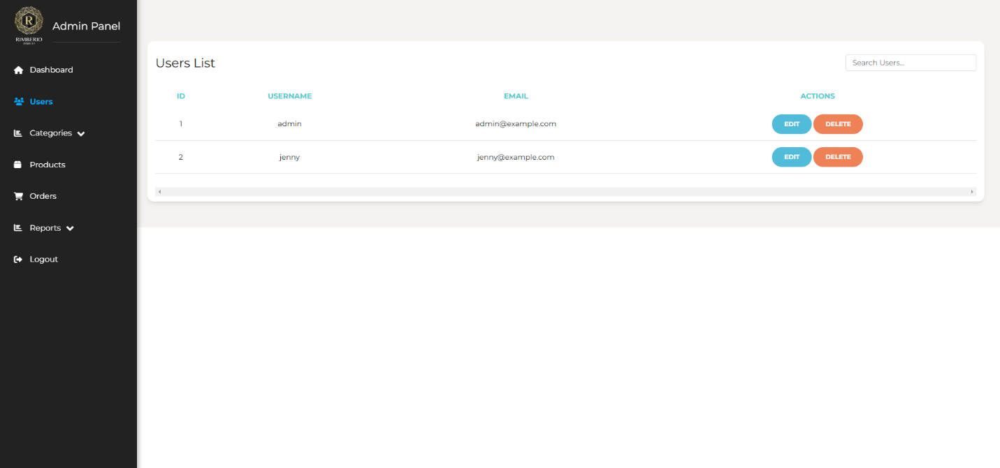 R
RIMBERIO
Admin Panel
Dashboard
Users
Categories
Products
Orders
Reports
Logout
Users List
Search Users...
ID USERNAME EMAIL ACTIONS
1 admin admin@example.com EDIT DELETE
2 jenny jenny@example.com EDIT DELETE